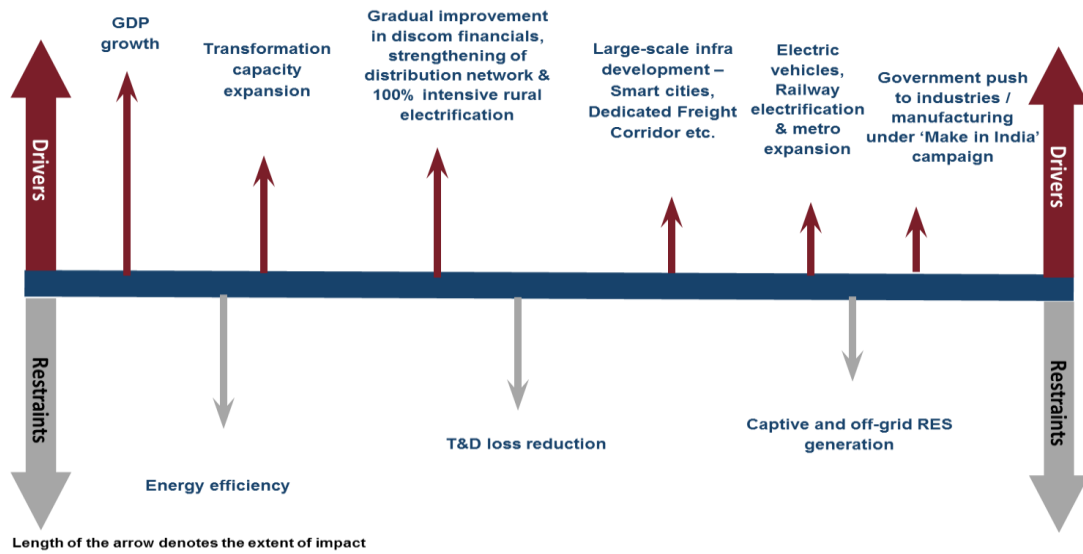 GDP
growth
Transformation
capacity
expansion
Gradual improvement
in discom financials,
strengthening of
distribution network &
100% intensive rural
electrification
Large-scale infra
development –
Smart cities,
Dedicated Freight
Corridor etc.
Electric
vehicles,
Railway
electrification
& metro
expansion
Government push
to industries /
manufacturing
under ‘Make in India’
campaign
Drivers
Drivers
Restraints
Restraints
Energy efficiency
T&D loss reduction
Captive and off-grid RES
generation
Length of the arrow denotes the extent of impact